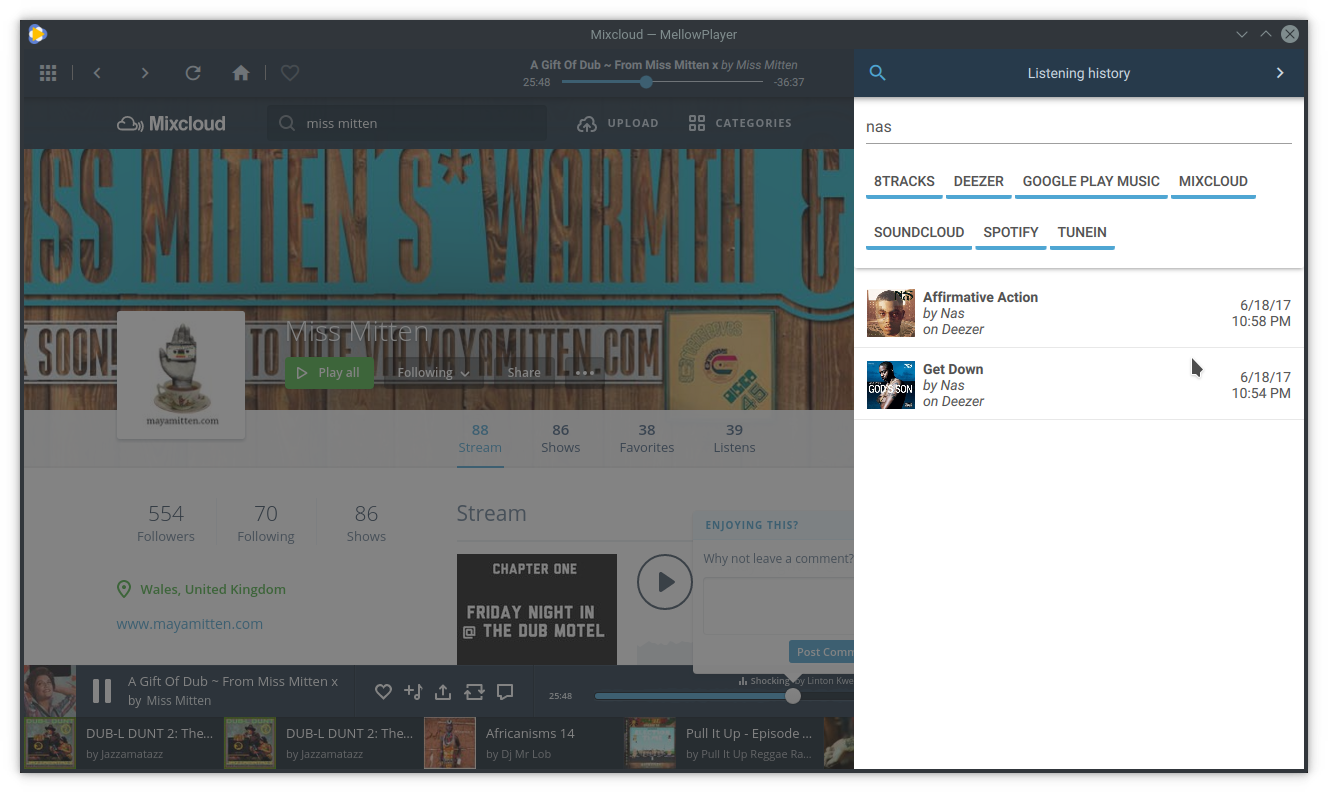 Mixcloud — MellowPlayer
A Gift Of Dub ~ From Miss Mitten x by Miss Mitten
25:48
-36:37
Listening history
Mixcloud
miss mitten
UPLOAD
CATEGORIES
nas
8TRACKS
DEEZER
GOOGLE PLAY MUSIC
MIXCLOUD
SOUNDCLOUD
SPOTIFY
TUNEIN
Affirmative Action
by Nas
on Deezer
6/18/17
10:58 PM
Get Down
by Nas
on Deezer
6/18/17
10:54 PM
NAS
GOD'S SON
ISS MITTEN'S*WARMTH &
SOON!
TO
MAYAMITTEN.COM
DISCO
45
Miss Mitten
Play all
Following
Share
mayamitten.com
88
Stream
86
Shows
38
Favorites
39
Listens
554
Followers
70
Following
86
Shows
Wales, United Kingdom
www.mayamitten.com
Stream
CHAPTER ONE
FRIDAY NIGHT IN
@ THE DUB MOTEL
ENJOYING THIS?
Why not leave a comment?
Post Comm
A Gift Of Dub ~ From Miss Mitten x
by Miss Mitten
25:48
Shocking by Linton Kwe
DUB-L DUNT 2: The...
by Jazzamatazz
DUB-L DUNT 2: The...
by Jazzamatazz
Africanisms 14
by Dj Mr Lob
Pull It Up - Episode ...
by Pull It Up Reggae Ra...